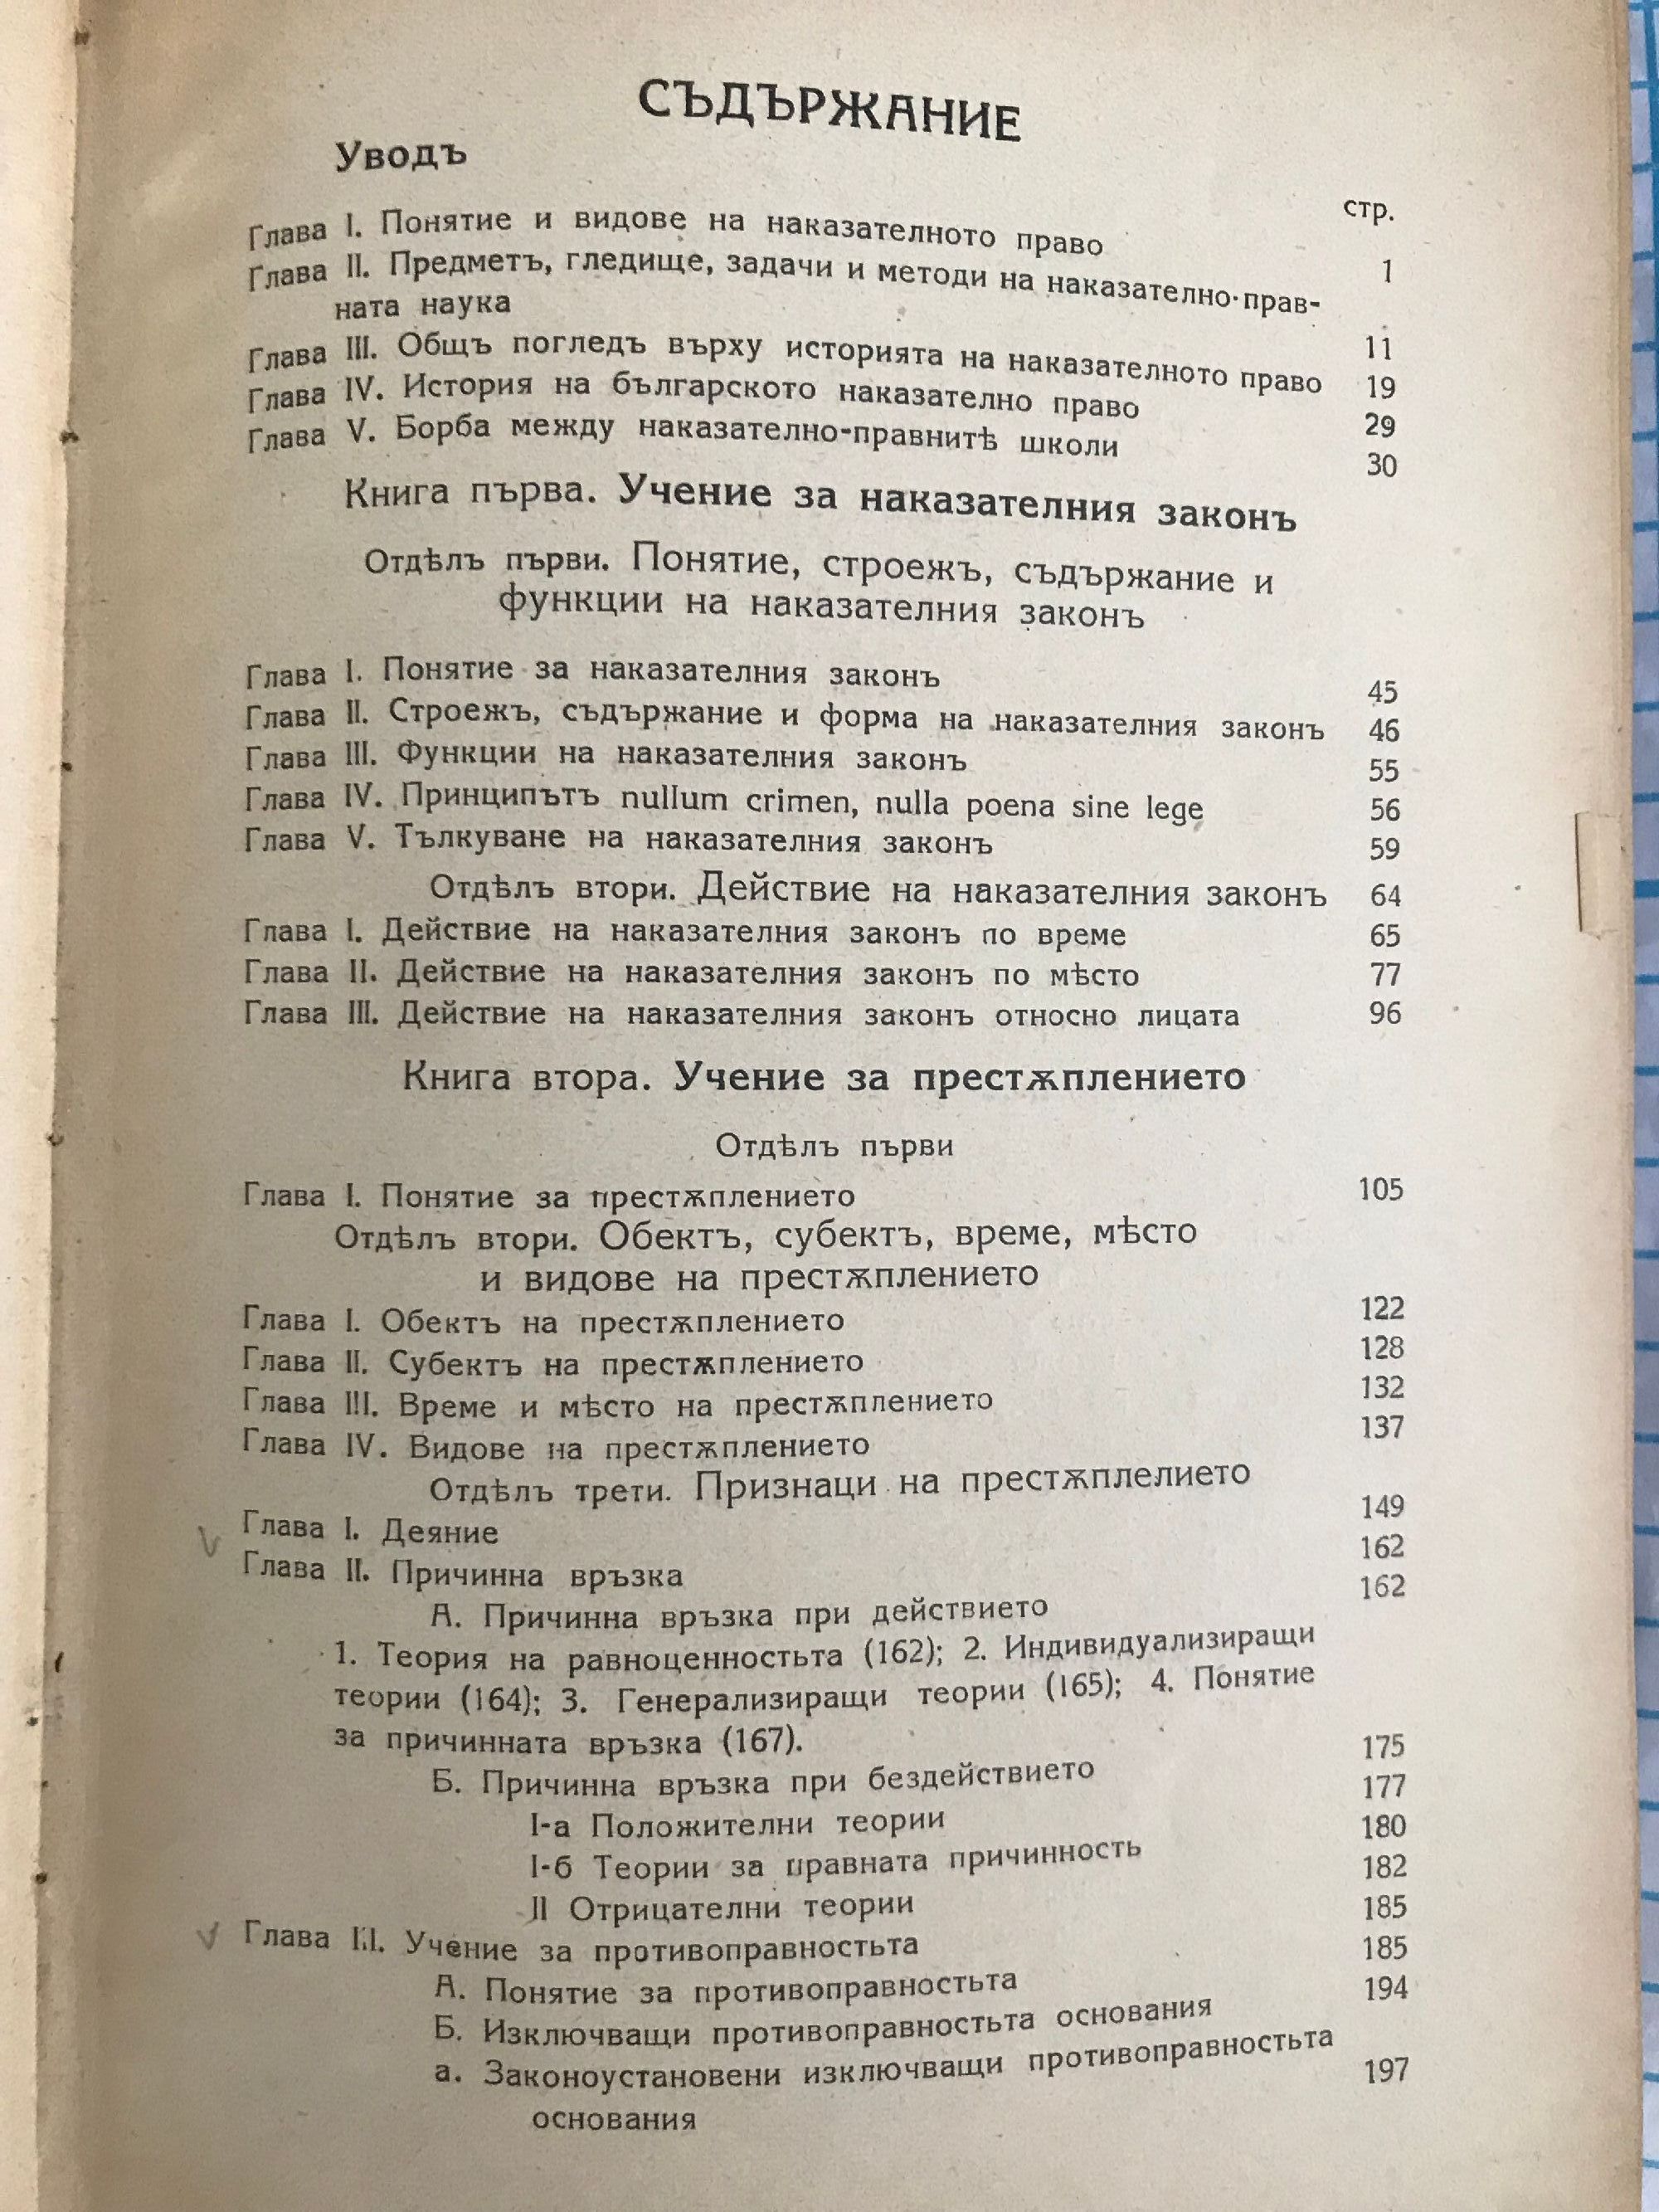 СЪДЪРЖАНИЕ
Уводъ
стр.
Глава I. Понятие и видове на наказателното право 1
Глава II. Предметъ, гледище, задачи и методи на наказателно-прав-
ната наука 11
Глава III. Общъ погледъ върху историята на наказателното право 19
Глава IV. История на българското наказателно право 29
Глава V. Борба между наказателно-правнитѣ школи 30
Книга първа. Учение за наказателния законъ
Отдѣлъ първи. Понятие, строежъ, съдържание и
функции на наказателния законъ
Глава I. Понятие за наказателния законъ 45
Глава II. Строежъ, съдържание и форма на наказателния законъ 46
Глава III. Функции на наказателния законъ 55
Глава IV. Принципътъ nullum crimen, nulla poena sine lege 56
Глава V. Тълкуване на наказателния законъ 59
Отдѣлъ втори. Действие на наказателния законъ 64
Глава I. Действие на наказателния законъ по време 65
Глава II. Действие на наказателния законъ по мѣсто 77
Глава III. Действие на наказателния законъ относно лицата 96
Книга втора. Учение за престѫплението
Отдѣлъ първи
Глава I. Понятие за престѫплението 105
Отдѣлъ втори. Обектъ, субектъ, време, мѣсто
и видове на престѫплението
Глава I. Обектъ на престѫплението 122
Глава II. Субектъ на престѫплението 128
Глава III. Време и мѣсто на престѫплението 132
Глава IV. Видове на престѫплението 137
Отдѣлъ трети. Признаци на престѫплелието
Глава I. Деяние 149
Глава II. Причинна връзка 162
А. Причинна връзка при действието 162
1. Теория на равноценностьта (162); 2. Индивидуализиращи
теории (164); 3. Генерализиращи теории (165); 4. Понятие
за причинната връзка (167).
Б. Причинна връзка при бездействието 175
I-а Положителни теории 177
I-б Теории за правната причинность 180
II Отрицателни теории 182
Глава III. Учение за противоправностьта 185
А. Понятие за противоправностьта 185
Б. Изключващи противоправностьта основания 194
а. Законоустановени изключващи противоправностьта
основания 197